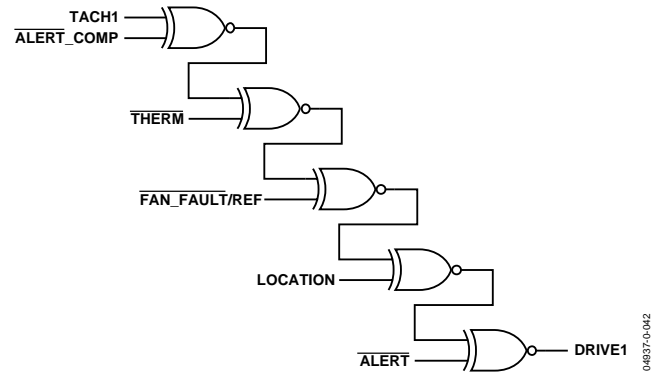 TACH1
ALERT_COMP
THERM
FAN_FAULT/REF
LOCATION
ALERT
DRIVE1
04937-0-042